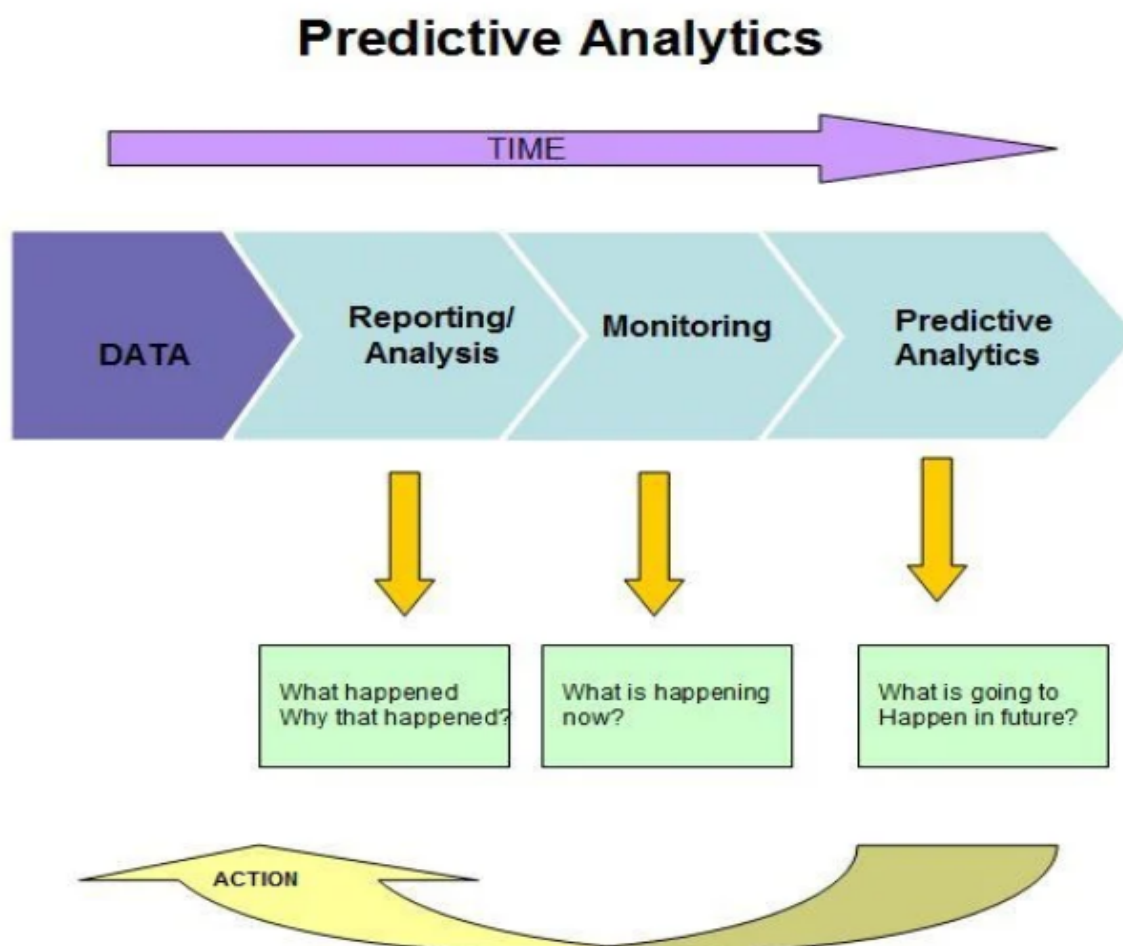 Predictive Analytics
TIME
DATA
Reporting/
Analysis
Monitoring
Predictive
Analytics
What happened
Why that happened?
What is happening
now?
What is going to
Happen in future?
ACTION